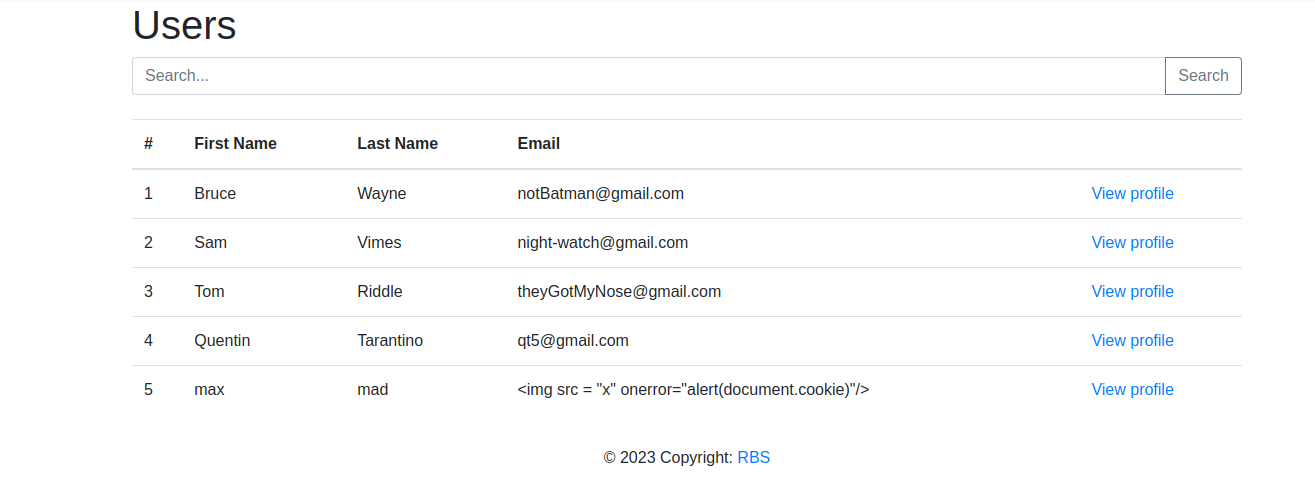 Users
Search... Search
# First Name Last Name Email
1 Bruce Wayne notBatman@gmail.com View profile
2 Sam Vimes night-watch@gmail.com View profile
3 Tom Riddle theyGotMyNose@gmail.com View profile
4 Quentin Tarantino qt5@gmail.com View profile
5 max mad <img src = "x" onerror="alert(document.cookie)"/> View profile
© 2023 Copyright: RBS